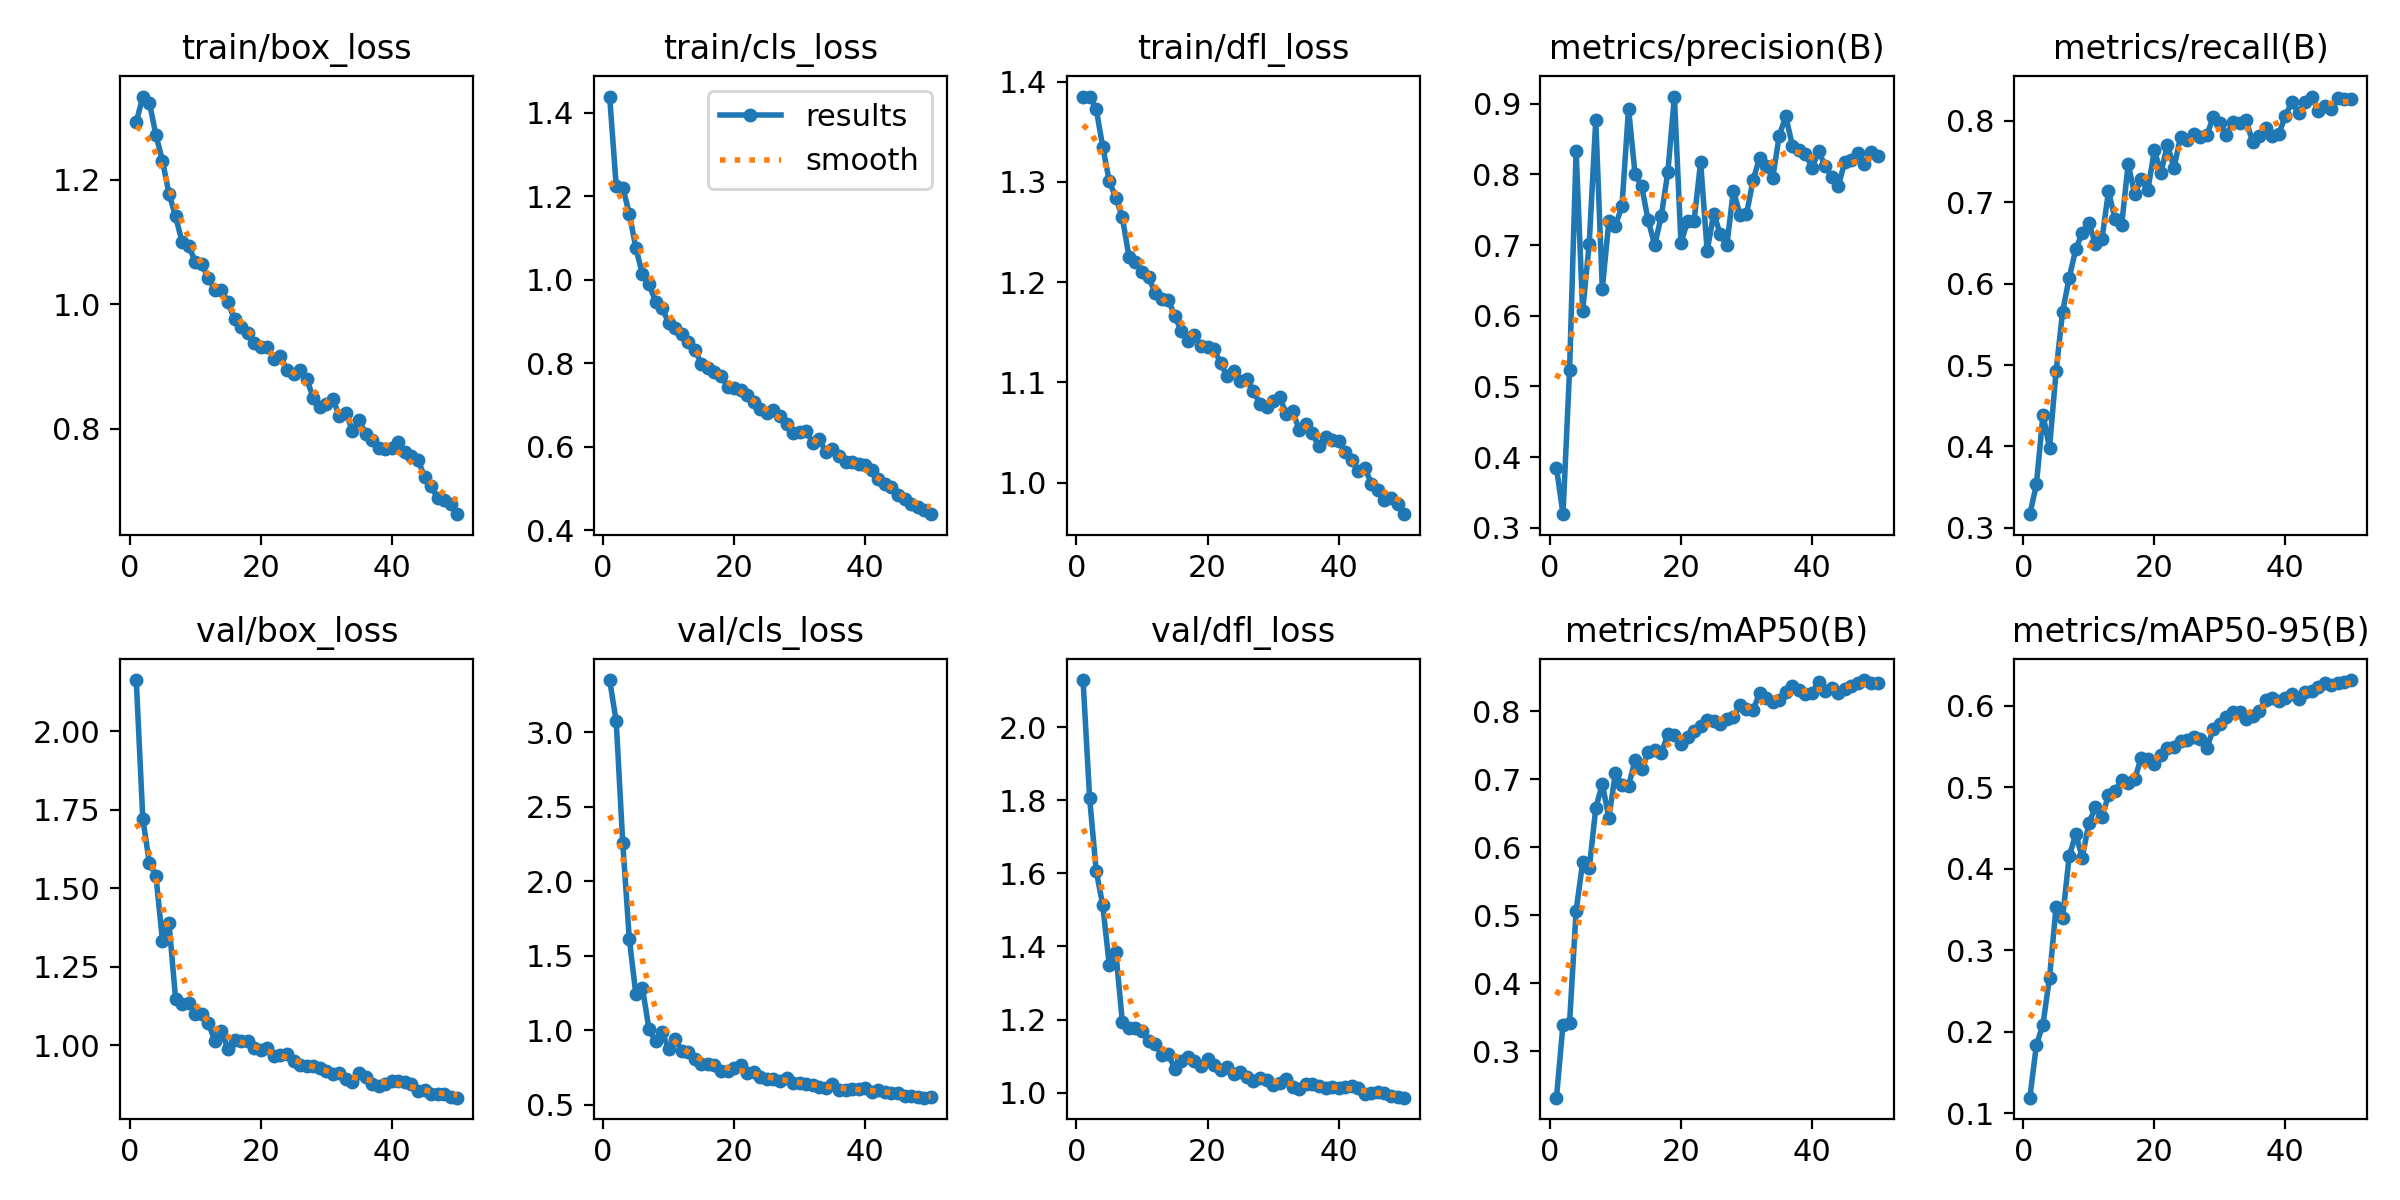 train/box_loss
1.2
1.0
0.8
0 20 40
train/cls_loss
results
smooth
1.4
1.2
1.0
0.8
0.6
0.4
0 20 40
train/dfl_loss
1.4
1.3
1.2
1.1
1.0
0 20 40
metrics/precision(B)
0.9
0.8
0.7
0.6
0.5
0.4
0.3
0 20 40
metrics/recall(B)
0.8
0.7
0.6
0.5
0.4
0.3
0 20 40
val/box_loss
2.00
1.75
1.50
1.25
1.00
0 20 40
val/cls_loss
3.0
2.5
2.0
1.5
1.0
0.5
0 20 40
val/dfl_loss
2.0
1.8
1.6
1.4
1.2
1.0
0 20 40
metrics/mAP50(B)
0.8
0.7
0.6
0.5
0.4
0.3
0 20 40
metrics/mAP50-95(B)
0.6
0.5
0.4
0.3
0.2
0.1
0 20 40